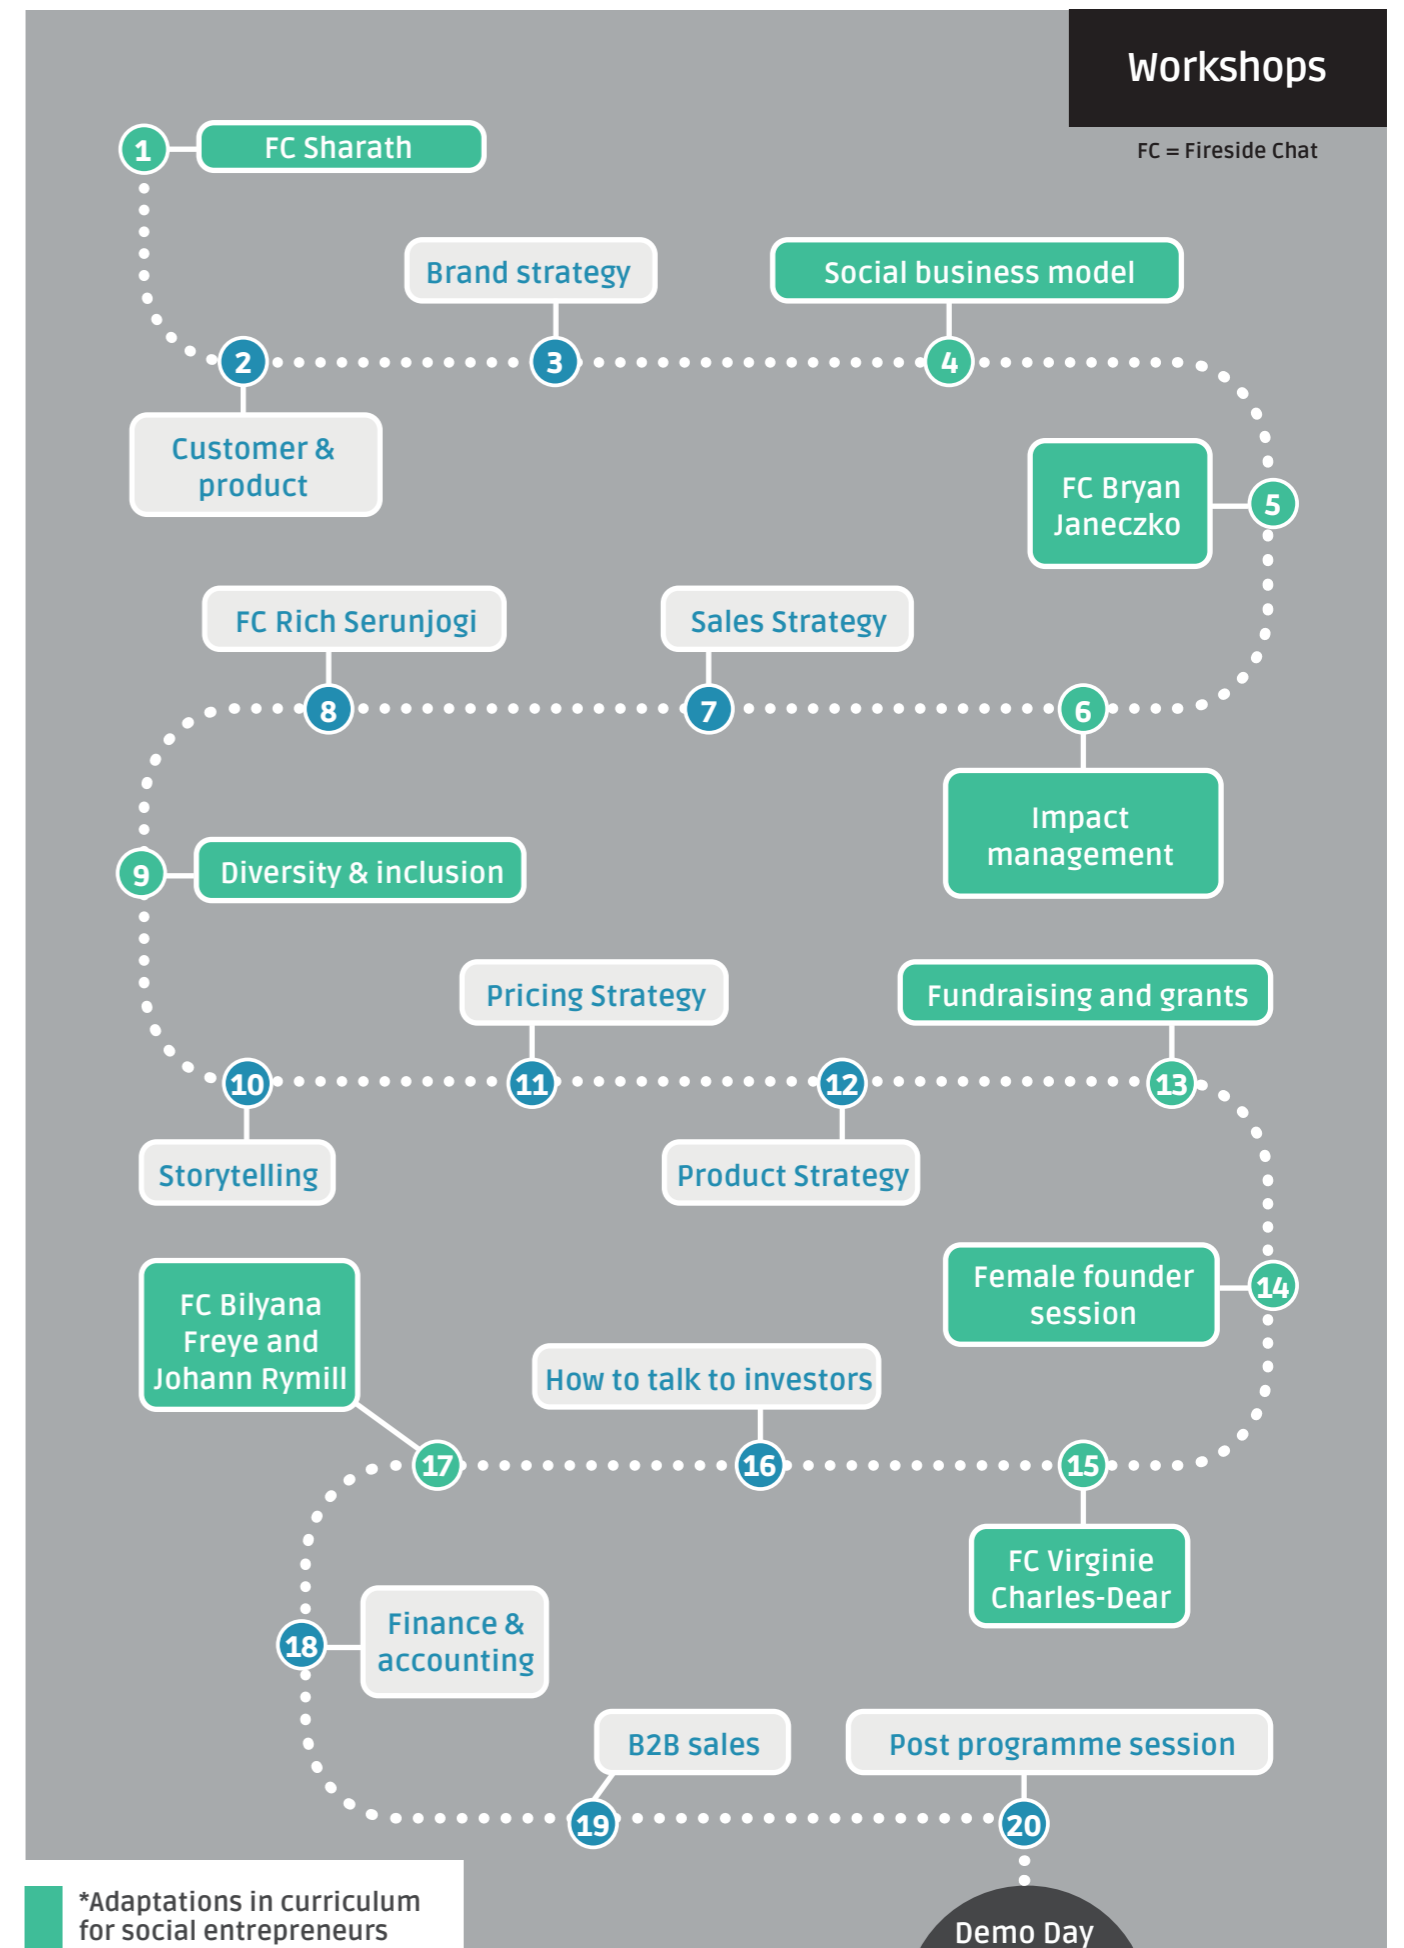 Workshops
FC = Fireside Chat
1
FC Sharath
Brand strategy
Social business model
2
3
4
Customer &
product
FC Bryan
Janeczko
5
FC Rich Serunjogi
Sales Strategy
8
7
6
Impact
management
9
Diversity & inclusion
Pricing Strategy
Fundraising and grants
10
11
12
13
Storytelling
Product Strategy
Female founder
session
14
FC Bilyana
Freye and
Johann Rymill
How to talk to investors
17
16
15
FC Virginie
Charles-Dear
18
Finance &
accounting
B2B sales
Post programme session
19
20
*Adaptations in curriculum
for social entrepreneurs
Demo Day